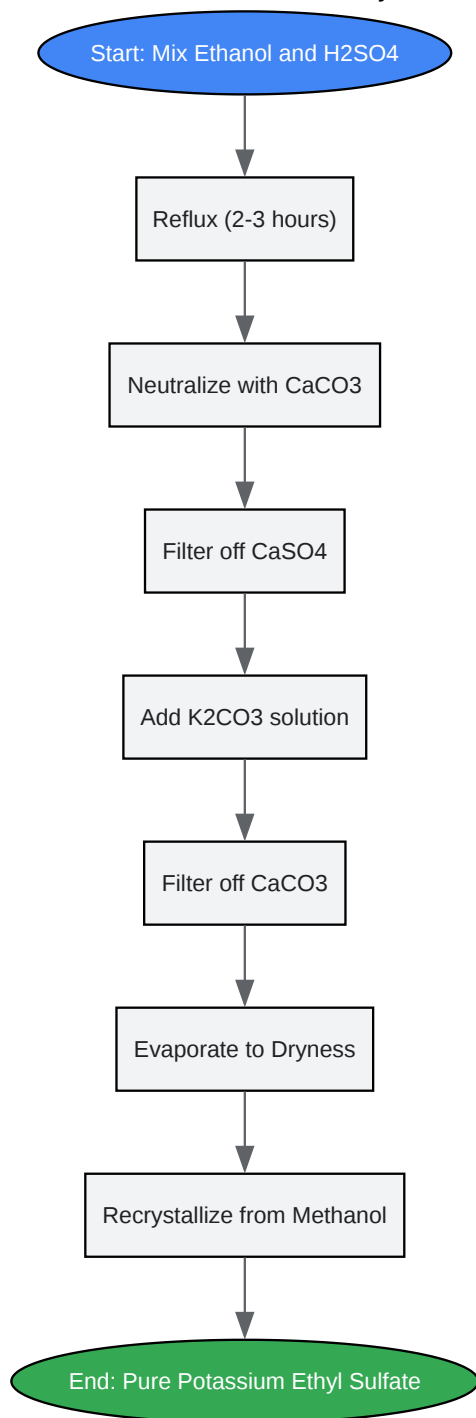 Start: Mix Ethanol and H2SO4
Reflux (2-3 hours)
Neutralize with CaCO3
Filter off CaSO4
Add K2CO3 solution
Filter off CaCO3
Evaporate to Dryness
Recrystallize from Methanol
End: Pure Potassium Ethyl Sulfate